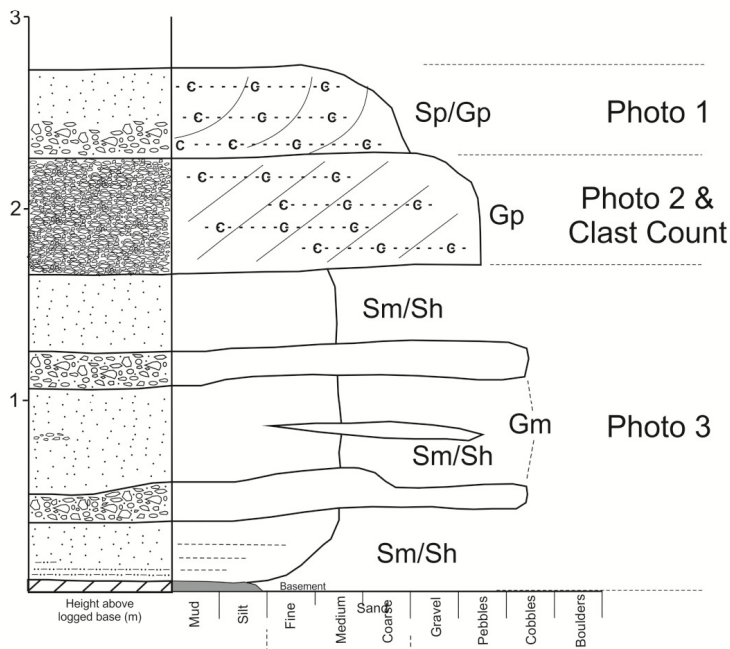 3
C - - - - G - - - - G
C - - - - G - - - - G
C - - - - G - - - - G
Sp/Gp
Photo 1
2
C - - - - G - - - - G
C - - - - G - - - - G
C - - - - G - - - - G
C - - - - G - - - - G
Gp
Photo 2 &
Clast Count
Sm/Sh
1
Gm
Photo 3
Sm/Sh
Sm/Sh
Basement
Height above
logged base (m)
Mud
Silt
Fine
Medium
Sand
Coarse
Gravel
Pebbles
Cobbles
Boulders